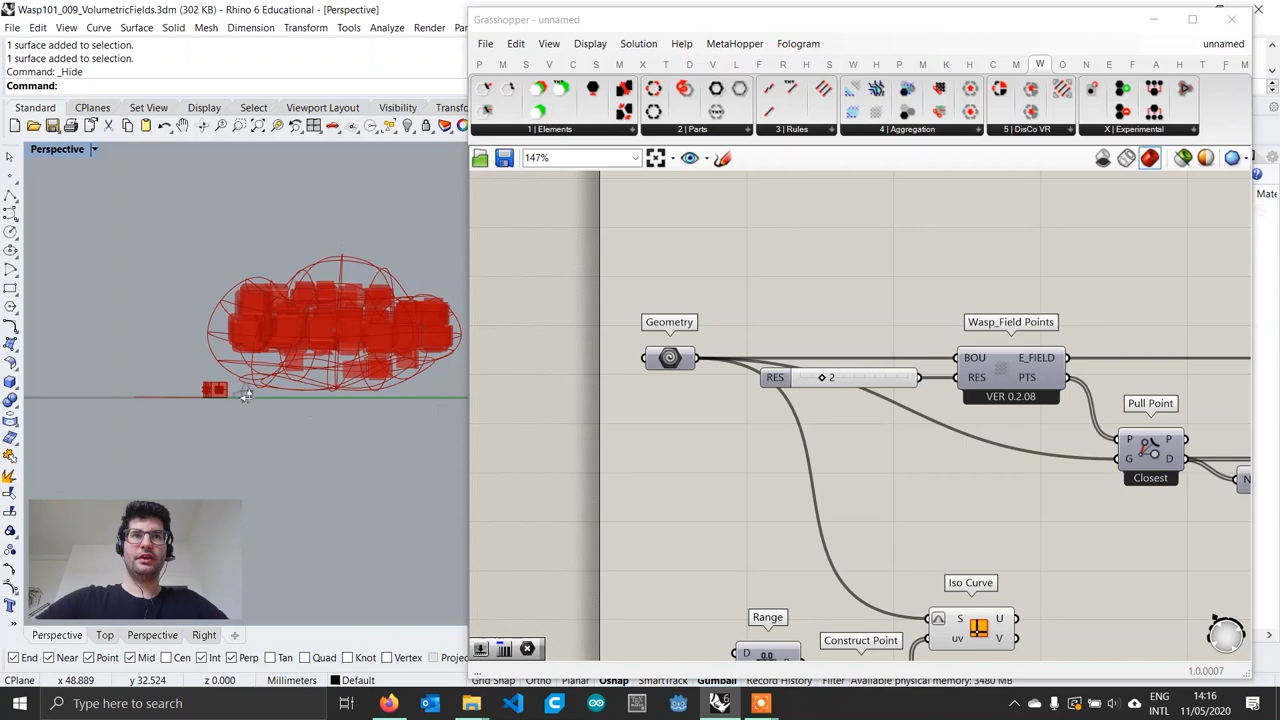 Wasp101_009_VolumetricFields.3dm (302 KB) - Rhino 6 Educational - [Perspective]
File Edit View Curve Surface Solid Mesh Dimension Transform Tools Analyze Render
1 surface added to selection.
1 surface added to selection.
Command: _Hide
Command:
Standard CPlanes Set View Display Select Viewport Layout Visibility Transf
Perspective
Grasshopper - unnamed
File Edit View Display Solution Help MetaHopper Fologram unnamed
1 | Elements 2 | Parts 3 | Rules 4 | Aggregation 5 | DisCo VR X | Experimental
147%
Mate
Geometry
Wasp_Field Points
BOU E_FIELD
RES 2
RES PTS
VER 0.2.08
Pull Point
P P
G D
Closest
N
Iso Curve
S U
uv V
Range
D 0.0
Construct Point
... 1.0.0007
Perspective Top Perspective Right
End Near Point Mid Cen Int Perp Tan Quad Knot Vertex Projec
CPlane x 48.889 y 32.524 z 0.000 Millimeters Default Grid Snap Ortho Planar Osnap SmartTrack Gumball Record History Filter Available physical memory: 3480 MB
Type here to search
ENG
INTL
14:16
11/05/2020